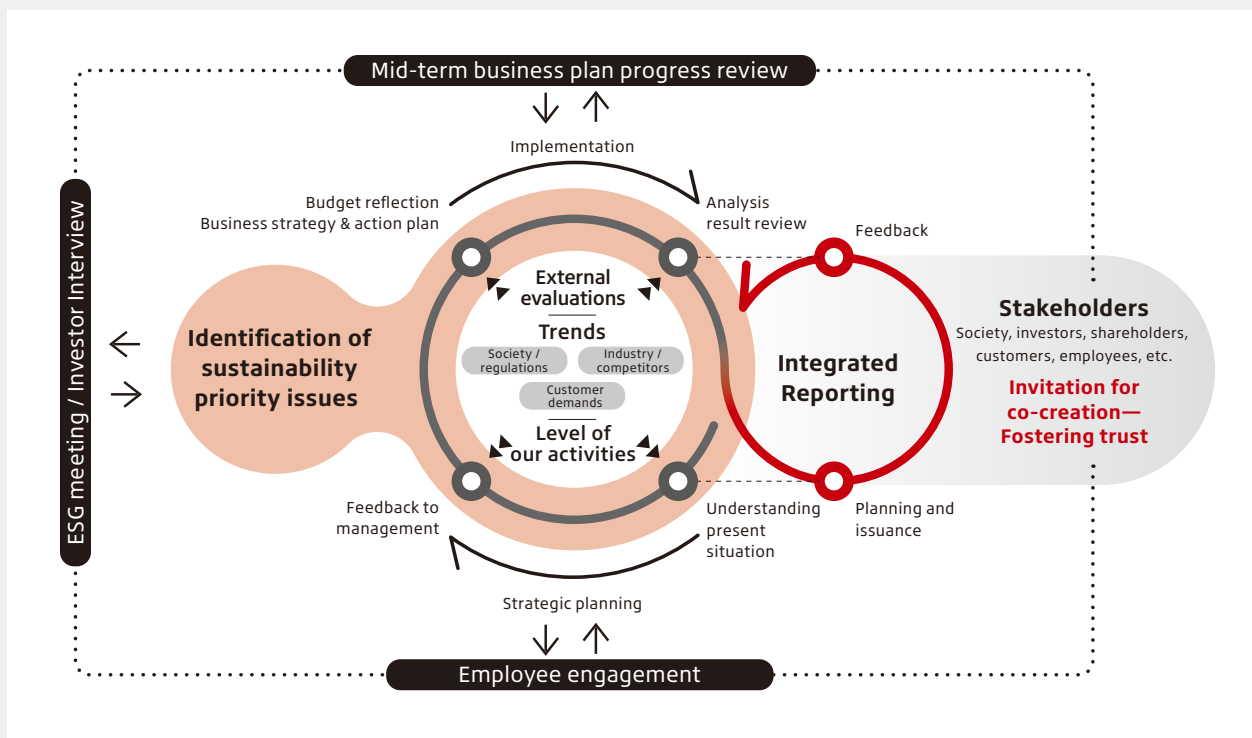 Mid-term business plan progress review
Implementation
Budget reflection
Business strategy & action plan
Analysis
result review
Feedback
ESG meeting / Investor Interview
Identification of
sustainability
priority issues
External
evaluations
Trends
Society /
regulations
Industry /
competitors
Customer
demands
Level of
our activities
Integrated
Reporting
Stakeholders
Society, investors, shareholders,
customers, employees, etc.
Invitation for
co-creation—
Fostering trust
Feedback to
management
Understanding
present
situation
Planning and
issuance
Strategic planning
Employee engagement